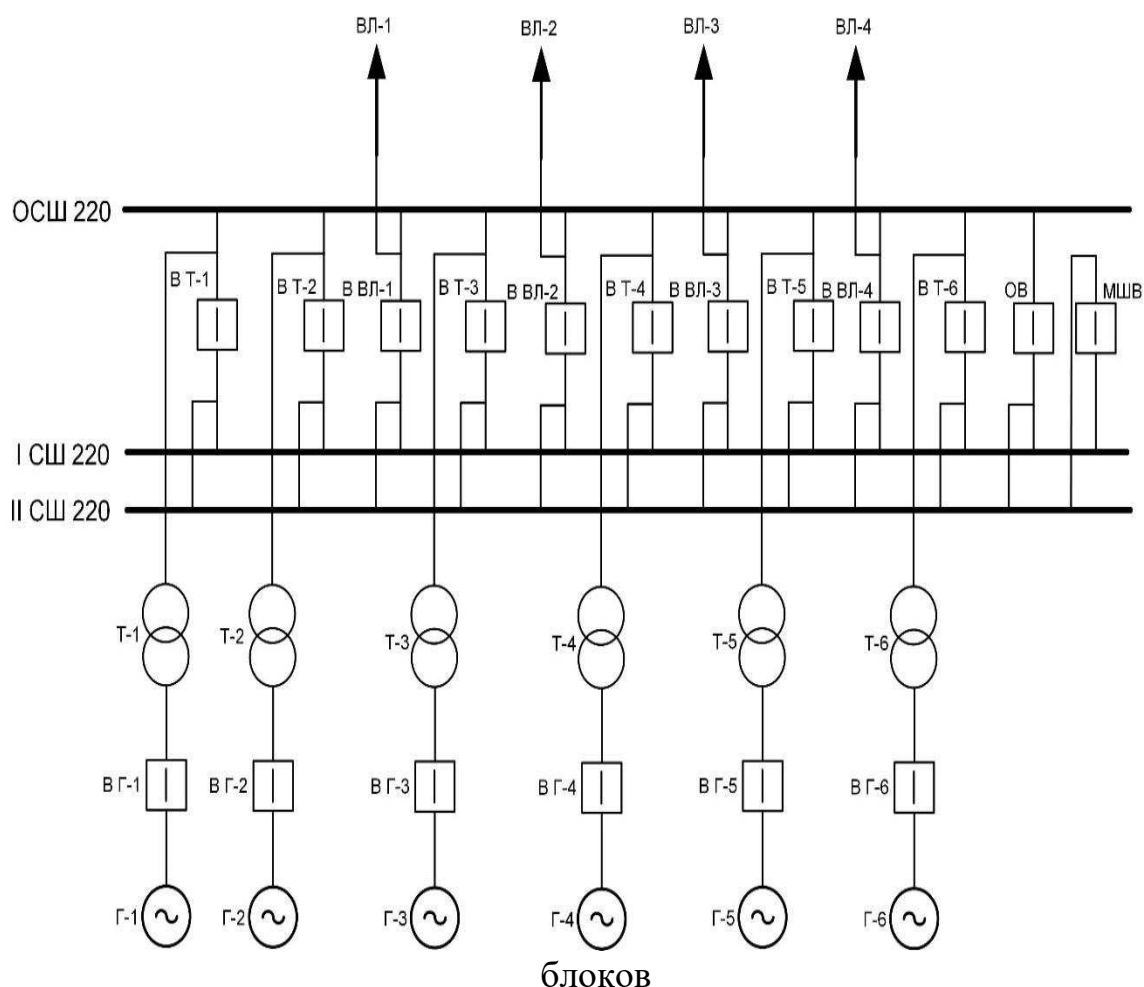 ВЛ-1 ВЛ-2 ВЛ-3 ВЛ-4
ОСШ 220
В Т-1 В Т-2 В ВЛ-1 В Т-3 В ВЛ-2 В Т-4 В ВЛ-3 В Т-5 В ВЛ-4 В Т-6 ОВ МШВ
I СШ 220
II СШ 220
Т-1 Т-2 Т-3 Т-4 Т-5 Т-6
В Г-1 В Г-2 В Г-3 В Г-4 В Г-5 В Г-6
Г-1 Г-2 Г-3 Г-4 Г-5 Г-6
блоков